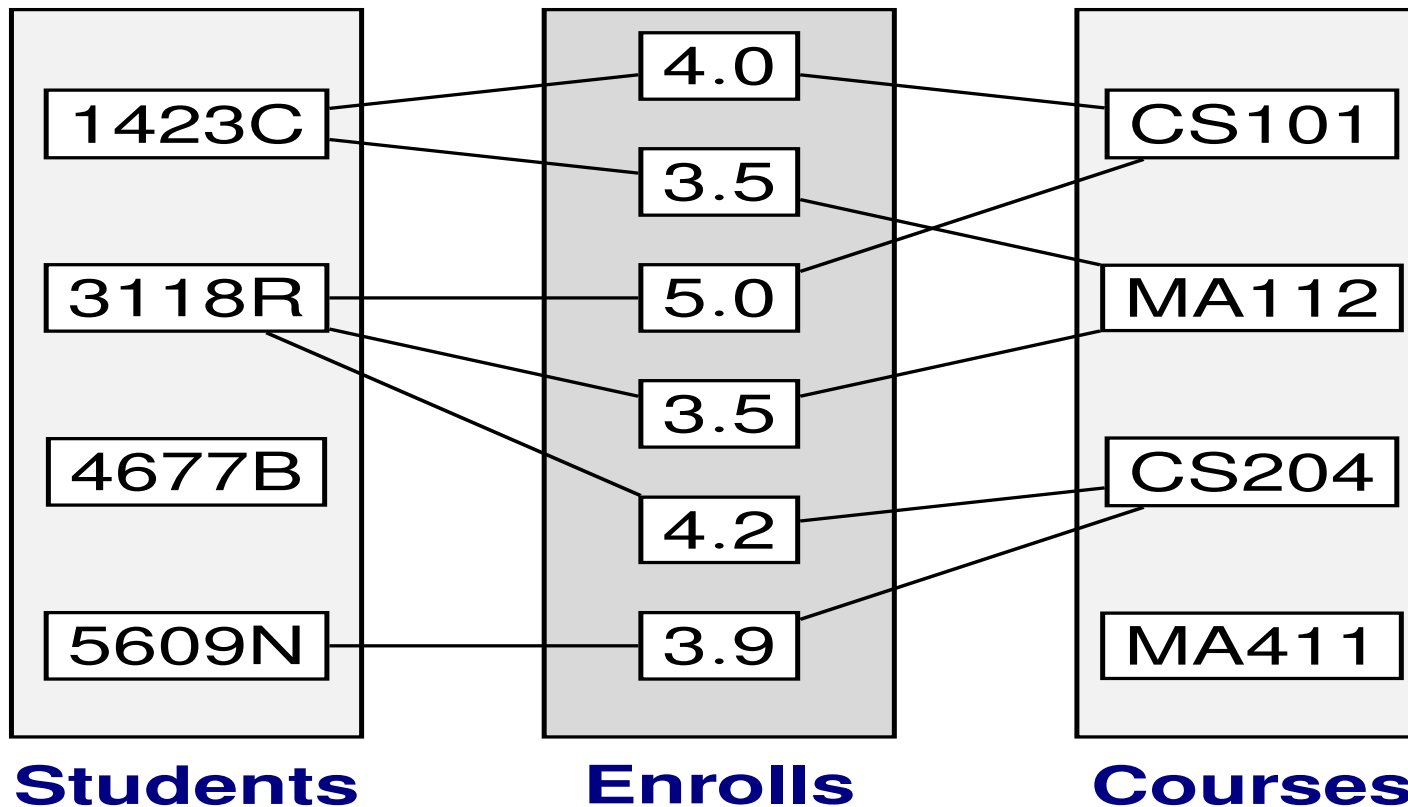 1423C
3118R
4677B
5609N
Students
4.0
3.5
5.0
3.5
4.2
3.9
Enrolls
CS101
MA112
CS204
MA411
Courses